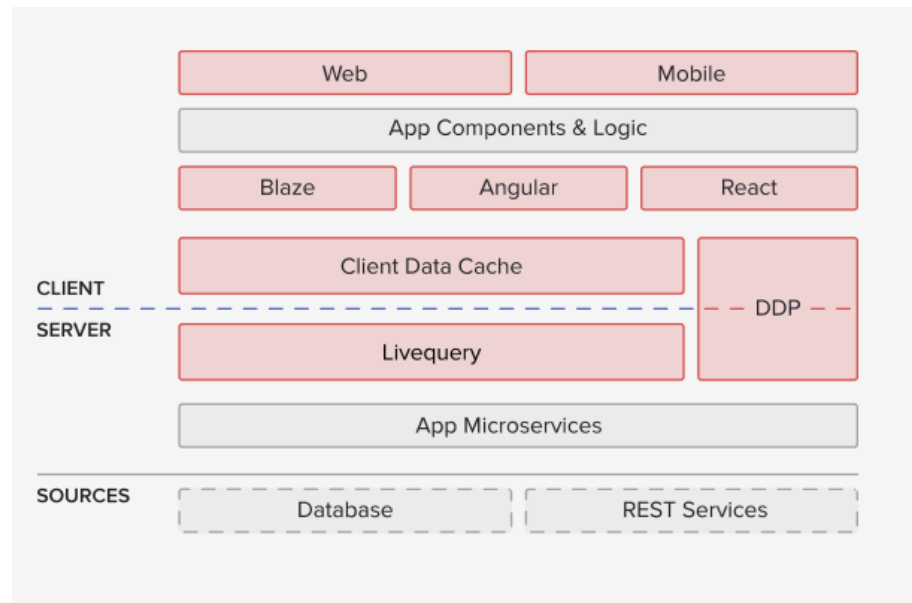 Web
Mobile
App Components & Logic
Blaze
Angular
React
Client Data Cache
CLIENT
DDP
SERVER
Livequery
App Microservices
SOURCES
Database
REST Services